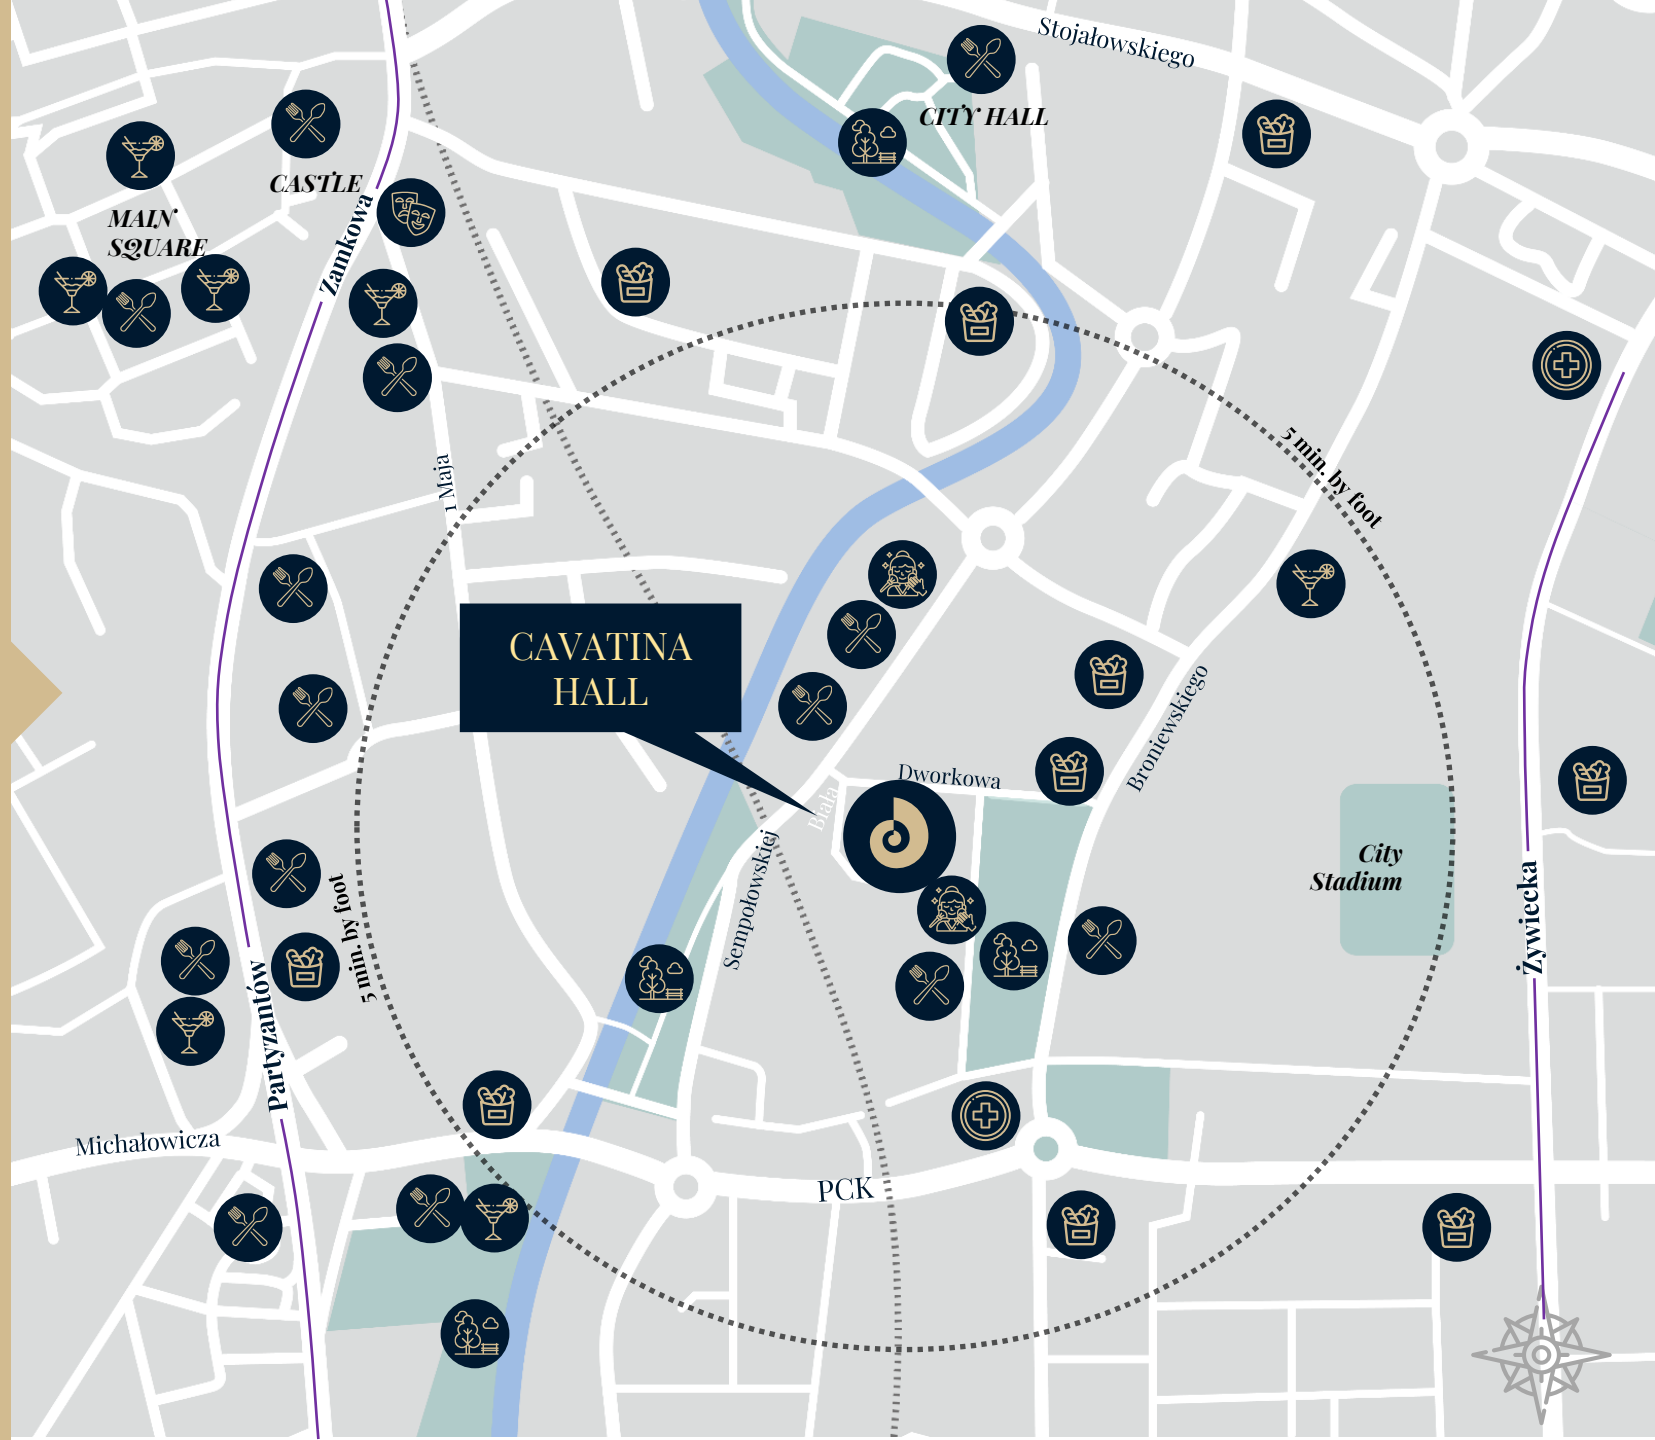 Stojałowskiego
CITY HALL
CASTLE
MAIN
SQUARE
Zamkowa
1 Maja
5 min. by foot
CAVATINA
HALL
Broniewskiego
Dworkowa
Biała
Sempołowskiej
City
Stadium
Żywiecka
5 min. by foot
Partyzantów
Michałowicza
PCK